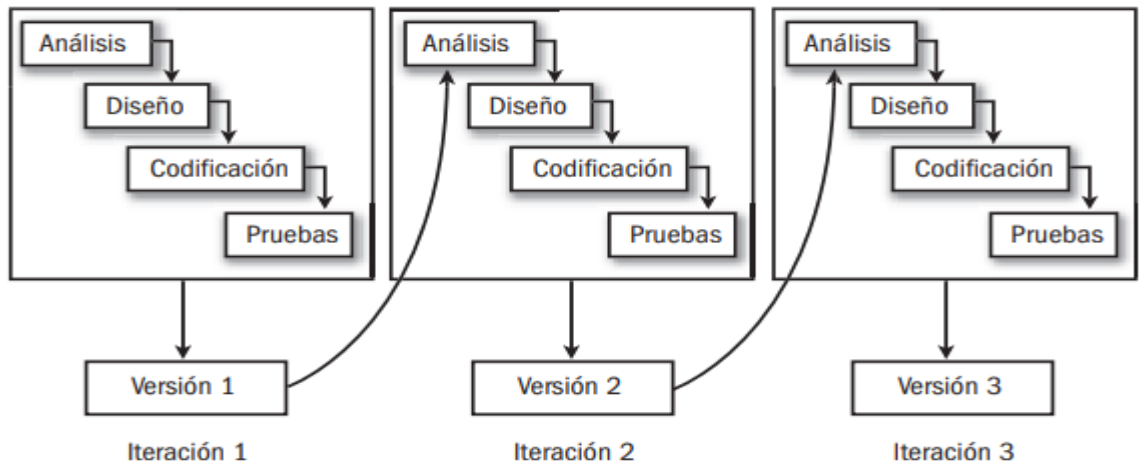 Análisis
Diseño
Codificación
Pruebas
Versión 1
Iteración 1
Análisis
Diseño
Codificación
Pruebas
Versión 2
Iteración 2
Análisis
Diseño
Codificación
Pruebas
Versión 3
Iteración 3